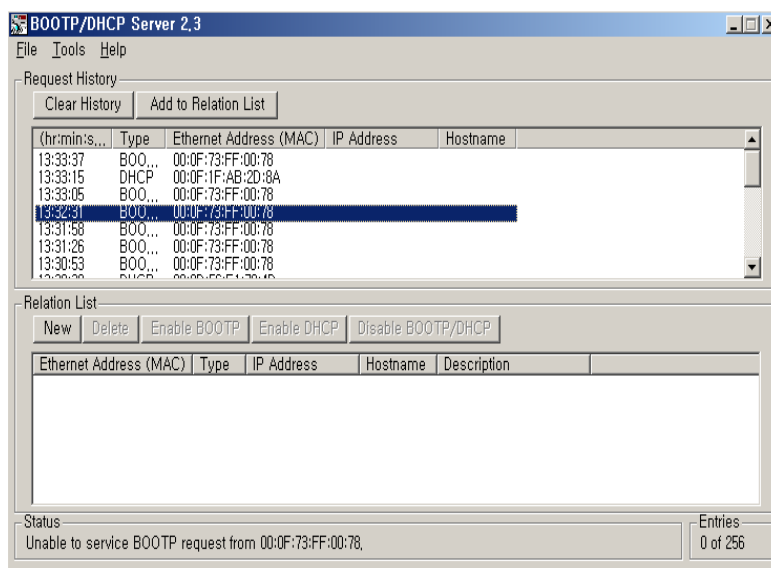 BOOTP/DHCP Server 2,3
File Tools Help
Request History
Clear History Add to Relation List
(hr:min:s,,, Type Ethernet Address (MAC) IP Address Hostname
13:33:37 BOO,,, 00:0F:73:FF:00:78
13:33:15 DHCP 00:0F:1F:AB:2D:8A
13:33:05 BOO,,, 00:0F:73:FF:00:78
13:32:31 BOO,,, 00:0F:73:FF:00:78
13:31:58 BOO,,, 00:0F:73:FF:00:78
13:31:26 BOO,,, 00:0F:73:FF:00:78
13:30:53 BOO,,, 00:0F:73:FF:00:78
Relation List
New Delete Enable BOOTP Enable DHCP Disable BOOTP/DHCP
Ethernet Address (MAC) Type IP Address Hostname Description
Status
Unable to service BOOTP request from 00:0F:73:FF:00:78,
Entries
0 of 256